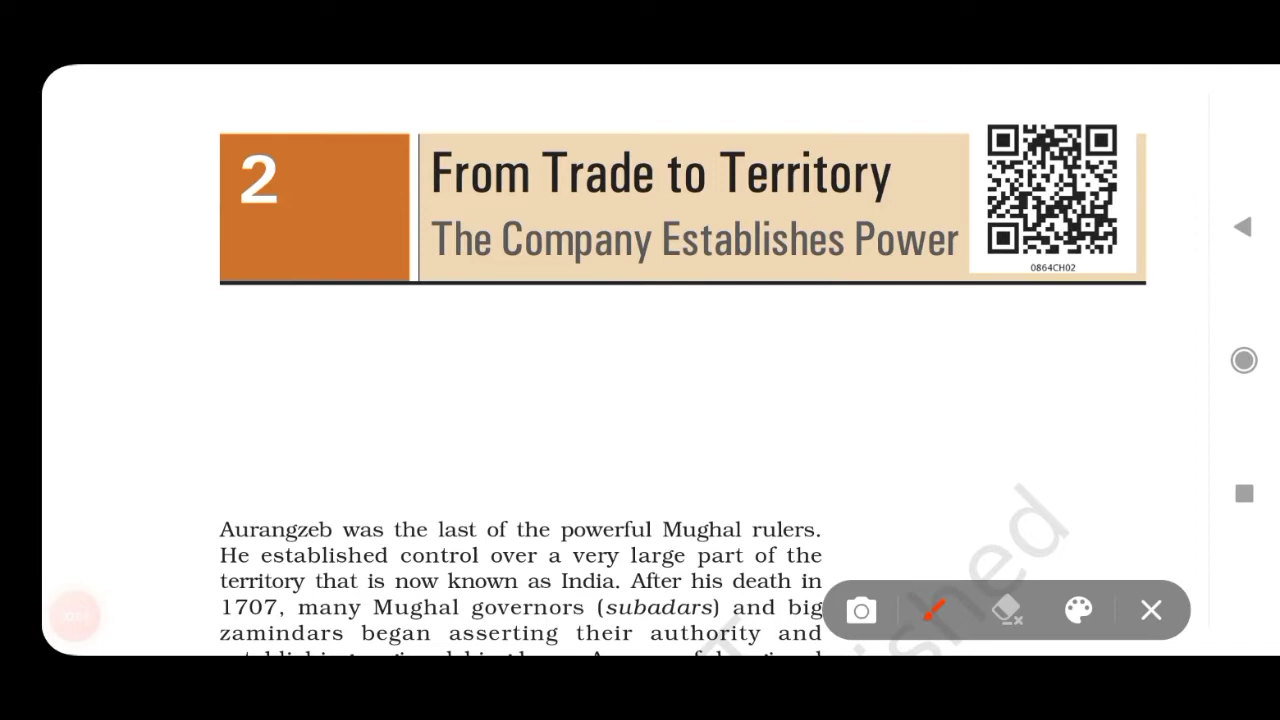 2
From Trade to Territory
The Company Establishes Power
0864CH02
Aurangzeb was the last of the powerful Mughal rulers.
He established control over a very large part of the
territory that is now known as India. After his death in
1707, many Mughal governors (subadars) and big
zamindars began asserting their authority and